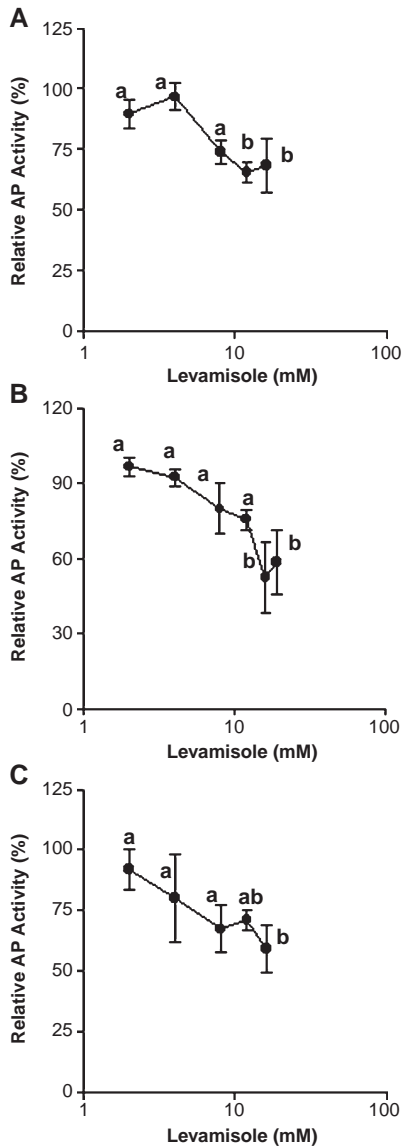 A
125
100
75
50
25
0
Relative AP Activity (%)
a
a
a
b
b
1
10
100
Levamisole (mM)
B
120
90
60
30
0
Relative AP Activity (%)
a
a
a
a
b
b
1
10
100
Levamisole (mM)
C
125
100
75
50
25
0
Relative AP Activity (%)
a
a
a
ab
b
1
10
100
Levamisole (mM)